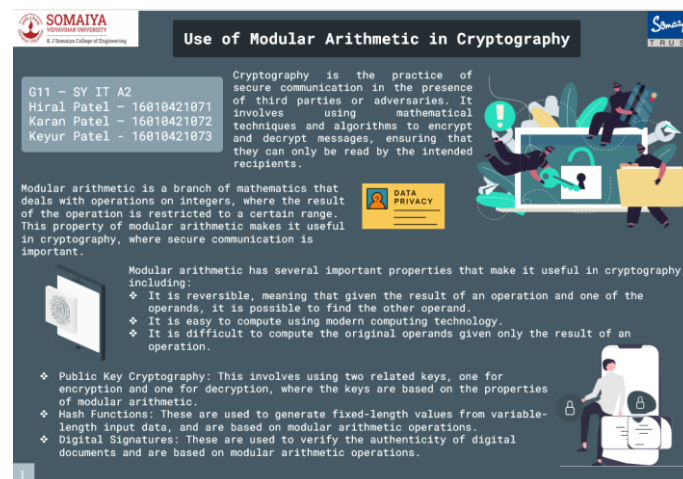 SOMAIYA
VIDYAVIHAR UNIVERSITY
K J Somaiya College of Engineering
Use of Modular Arithmetic in Cryptography
Somaiya
TRUST
G11 – SY IT A2
Hiral Patel – 16010421071
Karan Patel – 16010421072
Keyur Patel - 16010421073
Cryptography is the practice of
secure communication in the presence
of third parties or adversaries. It
involves using mathematical
techniques and algorithms to encrypt
and decrypt messages, ensuring that
they can only be read by the intended
recipients.
Modular arithmetic is a branch of mathematics that
deals with operations on integers, where the result
of the operation is restricted to a certain range.
This property of modular arithmetic makes it useful
in cryptography, where secure communication is
important.
DATA
PRIVACY
Modular arithmetic has several important properties that make it useful in cryptography,
including:
❖ It is reversible, meaning that given the result of an operation and one of the
operands, it is possible to find the other operand.
❖ It is easy to compute using modern computing technology.
❖ It is difficult to compute the original operands given only the result of an
operation.
❖ Public Key Cryptography: This involves using two related keys, one for
encryption and one for decryption, where the keys are based on the properties
of modular arithmetic.
❖ Hash Functions: These are used to generate fixed-length values from variable-
length input data, and are based on modular arithmetic operations.
❖ Digital Signatures: These are used to verify the authenticity of digital
documents and are based on modular arithmetic operations.
1